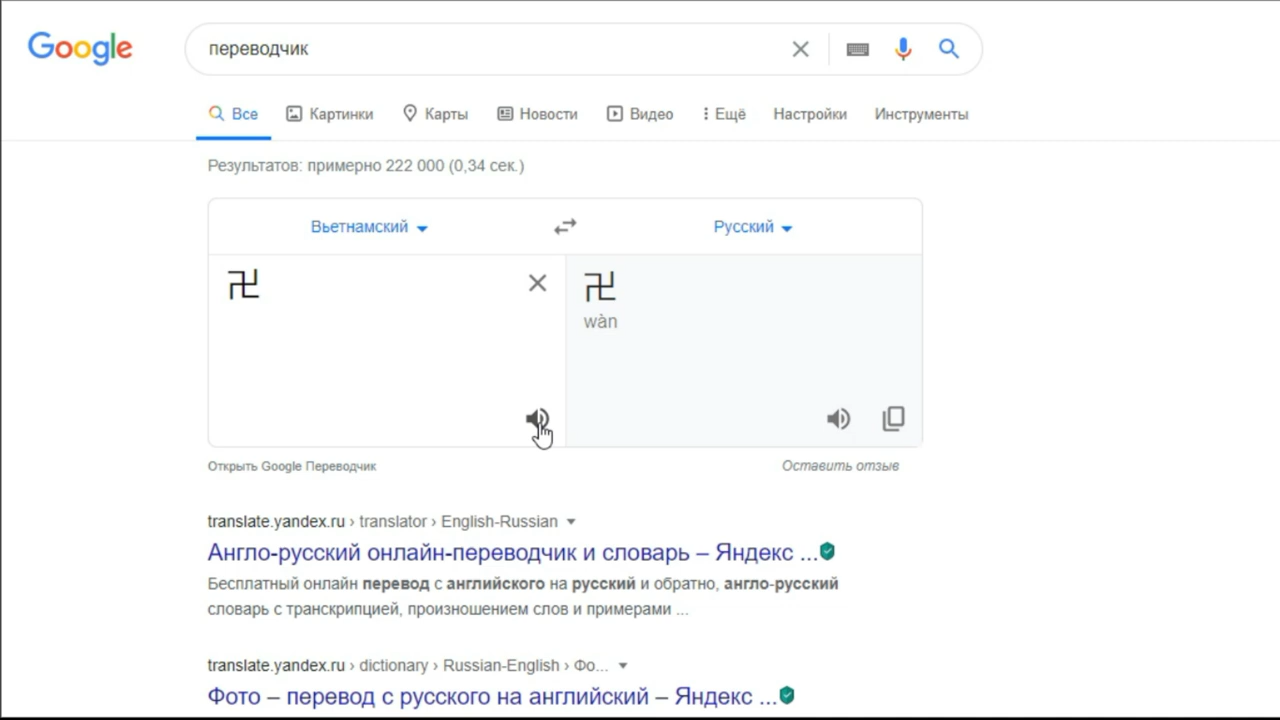 Google
переводчик
Все Картинки Карты Новости Видео Ещё Настройки Инструменты
Результатов: примерно 222 000 (0,34 сек.)
Вьетнамский Русский
卍 卍
wàn
Открыть Google Переводчик Оставить отзыв
translate.yandex.ru › translator › English-Russian
Англо-русский онлайн-переводчик и словарь – Яндекс ...
Бесплатный онлайн перевод с английского на русский и обратно, англо-русский
словарь с транскрипцией, произношением слов и примерами ...
translate.yandex.ru › dictionary › Russian-English › Фо...
Фото – перевод с русского на английский – Яндекс ...